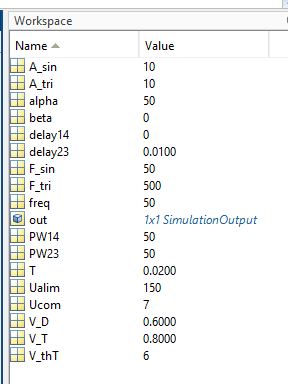 Workspace
Name Value
A_sin 10
A_tri 10
alpha 50
beta 0
delay14 0
delay23 0.0100
F_sin 50
F_tri 500
freq 50
out 1x1 SimulationOutput
PW14 50
PW23 50
T 0.0200
Ualim 150
Ucom 7
V_D 0.6000
V_T 0.8000
V_thT 6